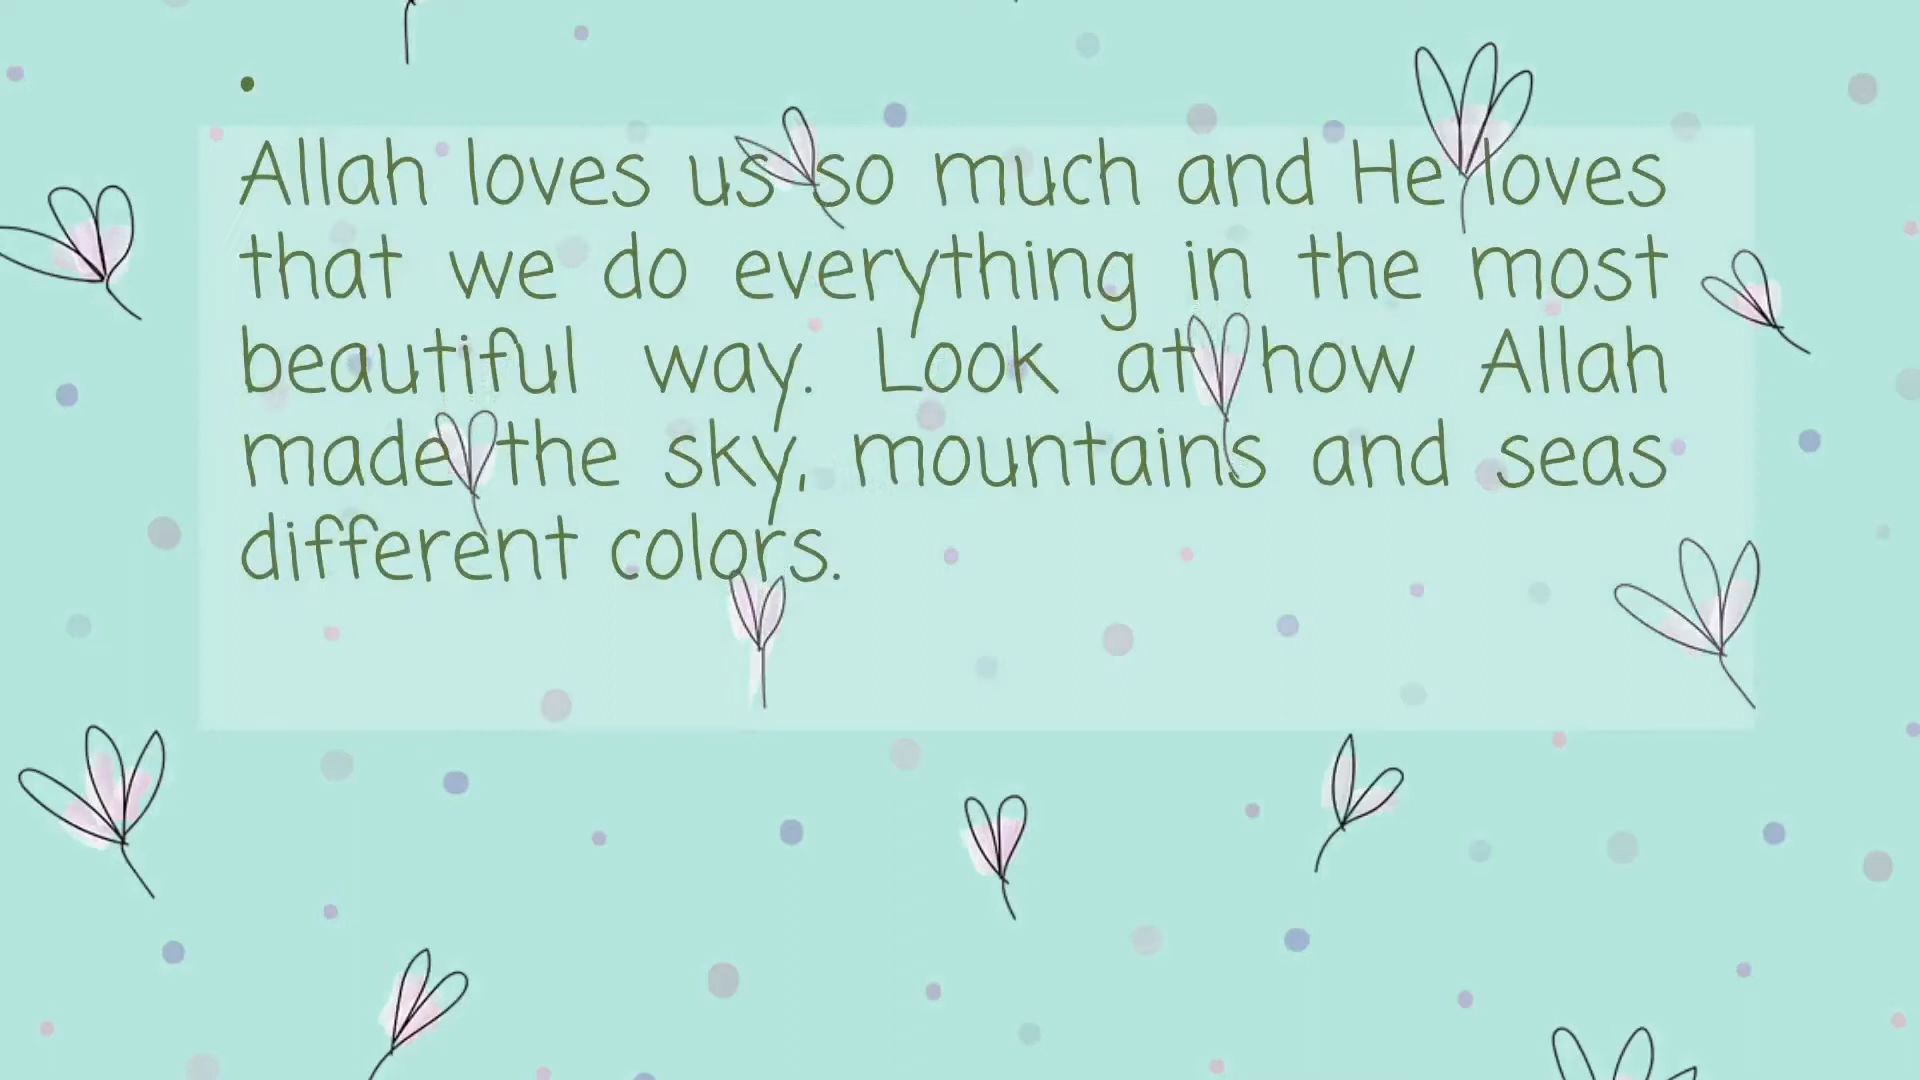 Allah loves us so much and He loves
that we do everything in the most
beautiful way. Look at how Allah
made the sky, mountains and seas
different colors.